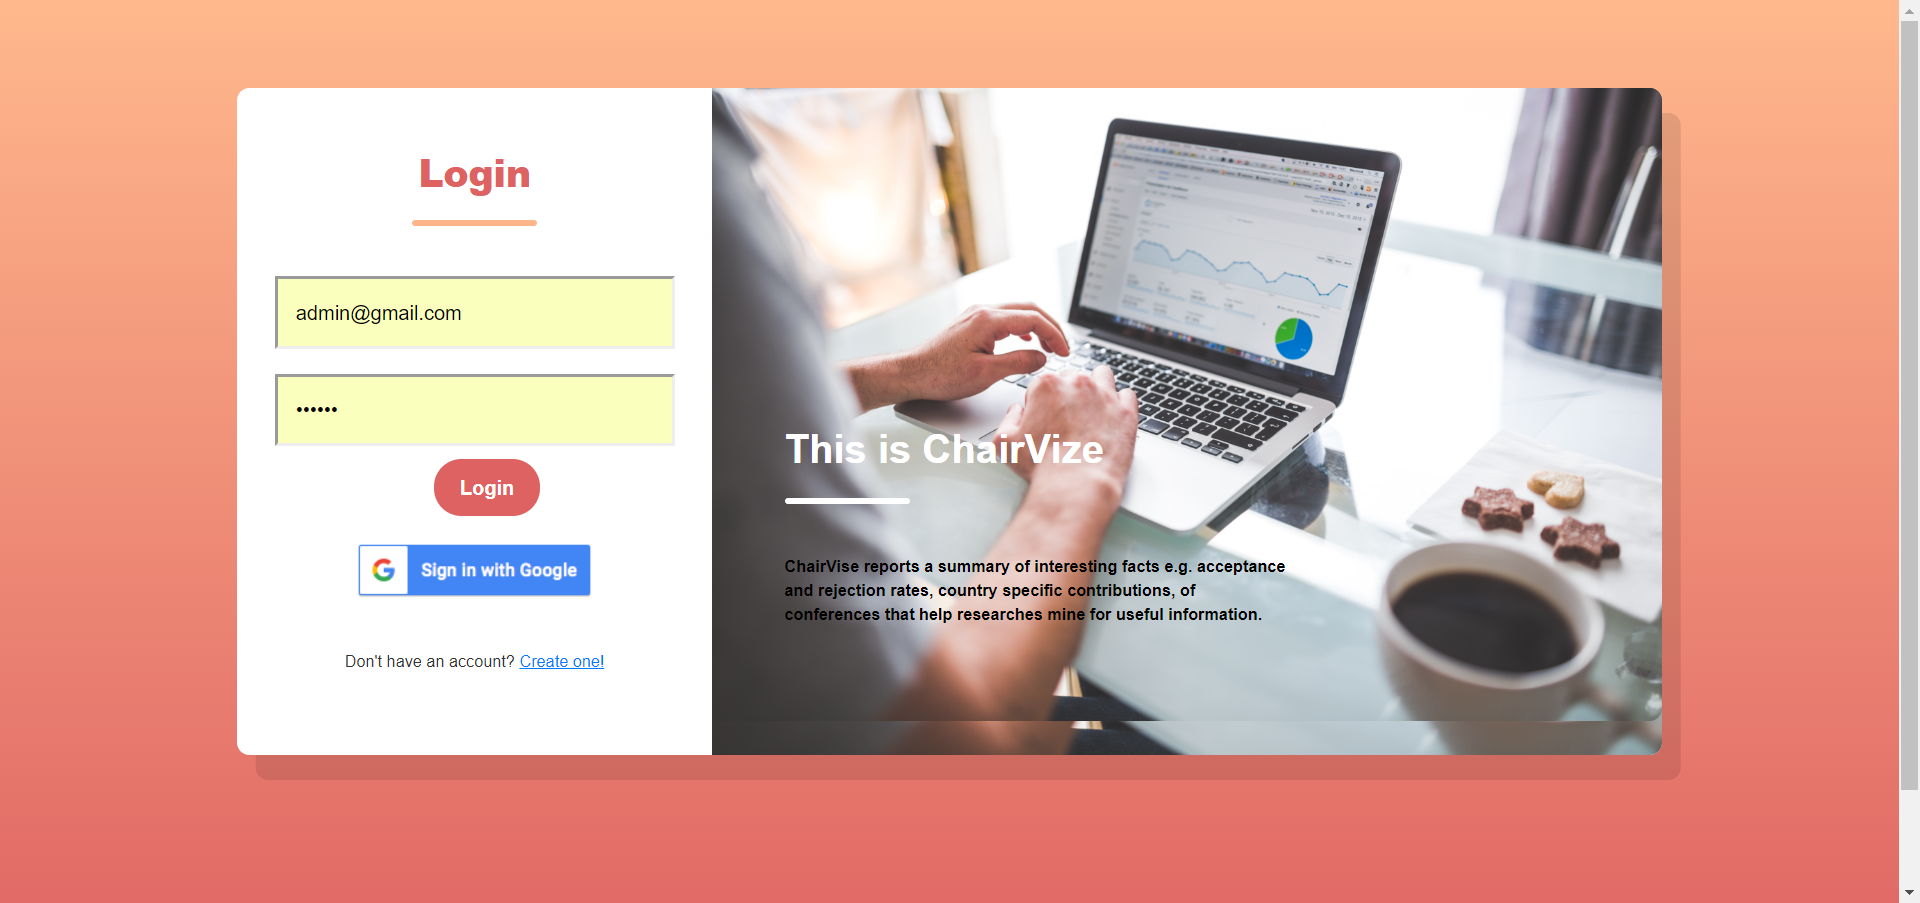 Login
admin@gmail.com
••••••
Login
Sign in with Google
Don't have an account? Create one!
This is ChairVize
ChairVise reports a summary of interesting facts e.g. acceptance
and rejection rates, country specific contributions, of
conferences that help researches mine for useful information.